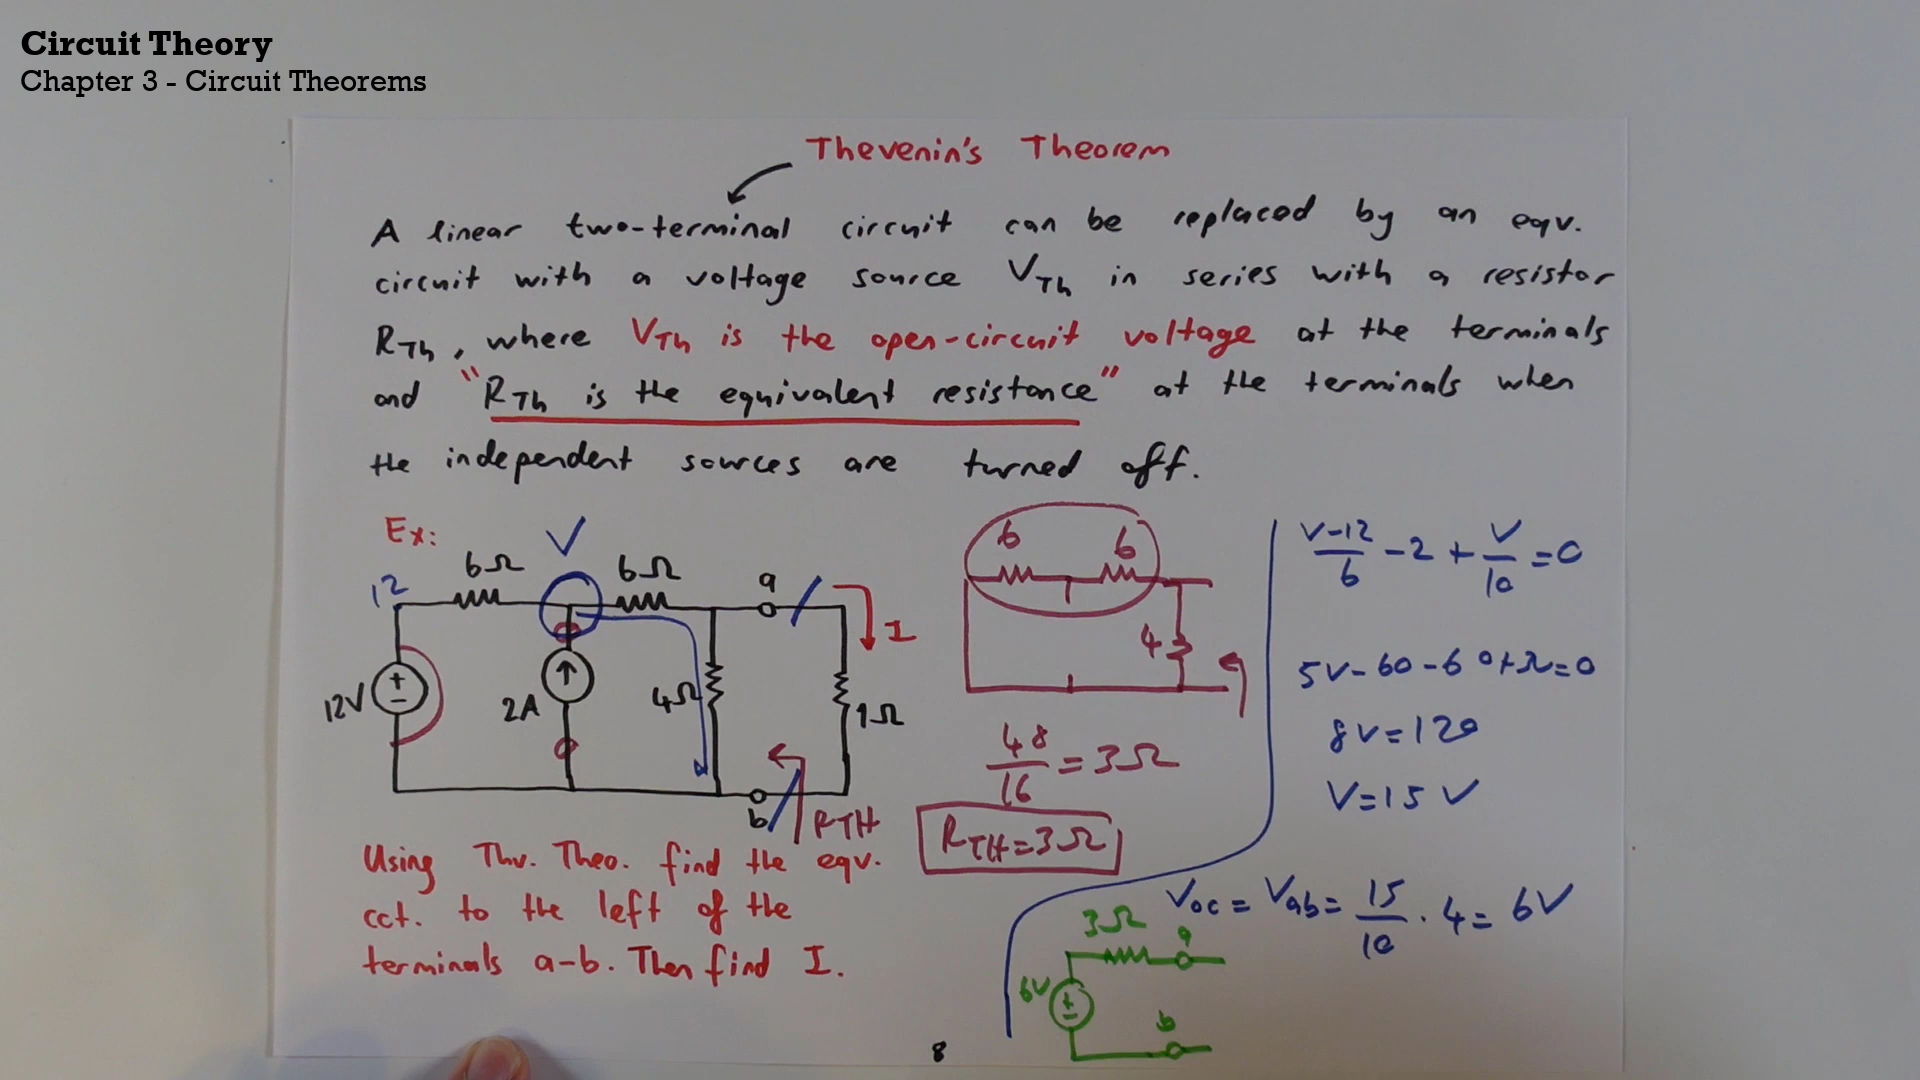 Circuit Theory
Chapter 3 - Circuit Theorems
Thevenin's Theorem
A linear two-terminal circuit can be replaced by an eqv.
circuit with a voltage source VTh in series with a resistor
RTh, where VTh is the open-circuit voltage at the terminals
and "RTh is the equivalent resistance" at the terminals when
the independent sources are turned off.
Ex:
V
12
6Ω
6Ω
a
I
12V
2A
4Ω
1Ω
b
RTH
Using Thv. Theo. find the eqv.
cct. to the left of the
terminals a-b. Then find I.
6
6
4
48/16 = 3Ω
RTH = 3Ω
V-12/6 - 2 + V/10 = 0
5V - 60 - 60 + 3V = 0
8V = 120
V = 15 V
Voc = Vab = 15/10 . 4 = 6V
3Ω
a
6V
b
8